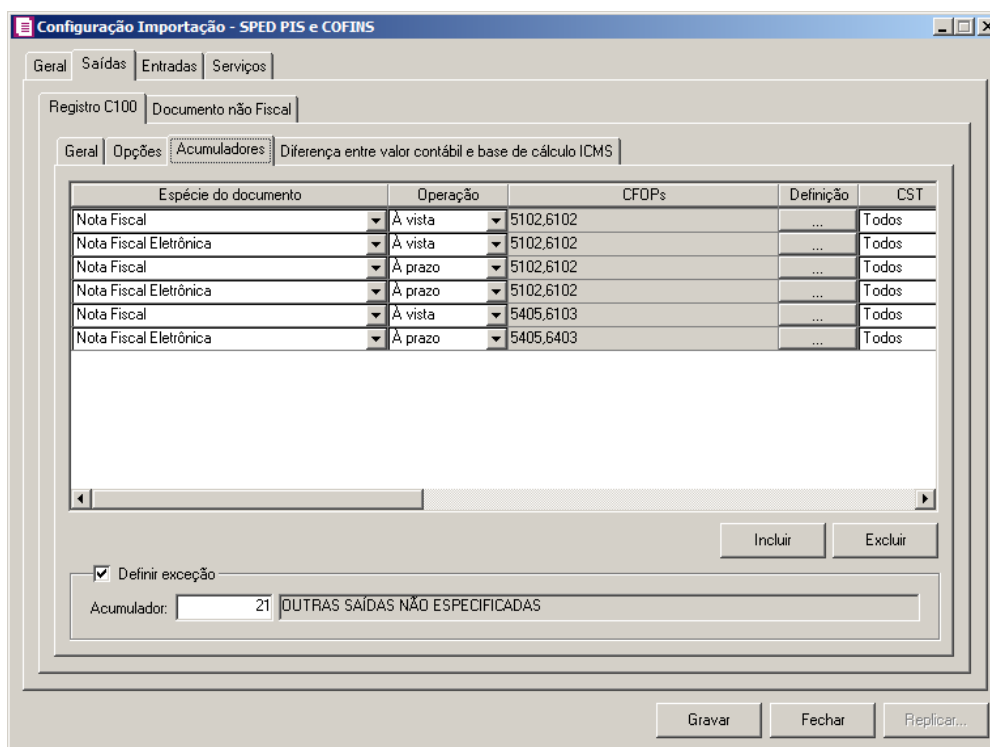 Configuração Importação - SPED PIS e COFINS
Geral Saídas Entradas Serviços
Registro C100 Documento não Fiscal
Geral Opções Acumuladores Diferença entre valor contábil e base de cálculo ICMS
Espécie do documento Operação CFOPs Definição CST
Nota Fiscal À vista 5102,6102 ... Todos
Nota Fiscal Eletrônica À vista 5102,6102 ... Todos
Nota Fiscal À prazo 5102,6102 ... Todos
Nota Fiscal Eletrônica À prazo 5102,6102 ... Todos
Nota Fiscal À vista 5405,6103 ... Todos
Nota Fiscal Eletrônica À prazo 5405,6403 ... Todos
Incluir Excluir
Definir exceção
Acumulador: 21 OUTRAS SAÍDAS NÃO ESPECIFICADAS
Gravar Fechar Replicar...